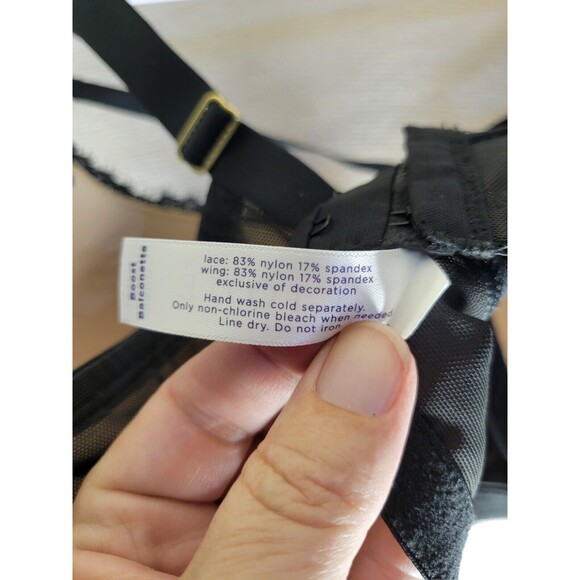 Boost
Balconette
lace: 83% nylon 17% spandex
wing: 83% nylon 17% spandex
exclusive of decoration
Hand wash cold separately.
Only non-chlorine bleach when needed
Line dry. Do not iron